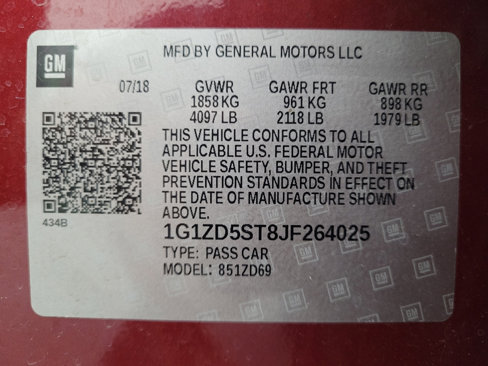 GM
MFD BY GENERAL MOTORS LLC
07/18 GVWR GAWR FRT GAWR RR
1858 KG 961 KG 898 KG
4097 LB 2118 LB 1979 LB
THIS VEHICLE CONFORMS TO ALL
APPLICABLE U.S. FEDERAL MOTOR
VEHICLE SAFETY, BUMPER, AND THEFT
PREVENTION STANDARDS IN EFFECT ON
THE DATE OF MANUFACTURE SHOWN
ABOVE.
434B
1G1ZD5ST8JF264025
TYPE: PASS CAR
MODEL: 851ZD69